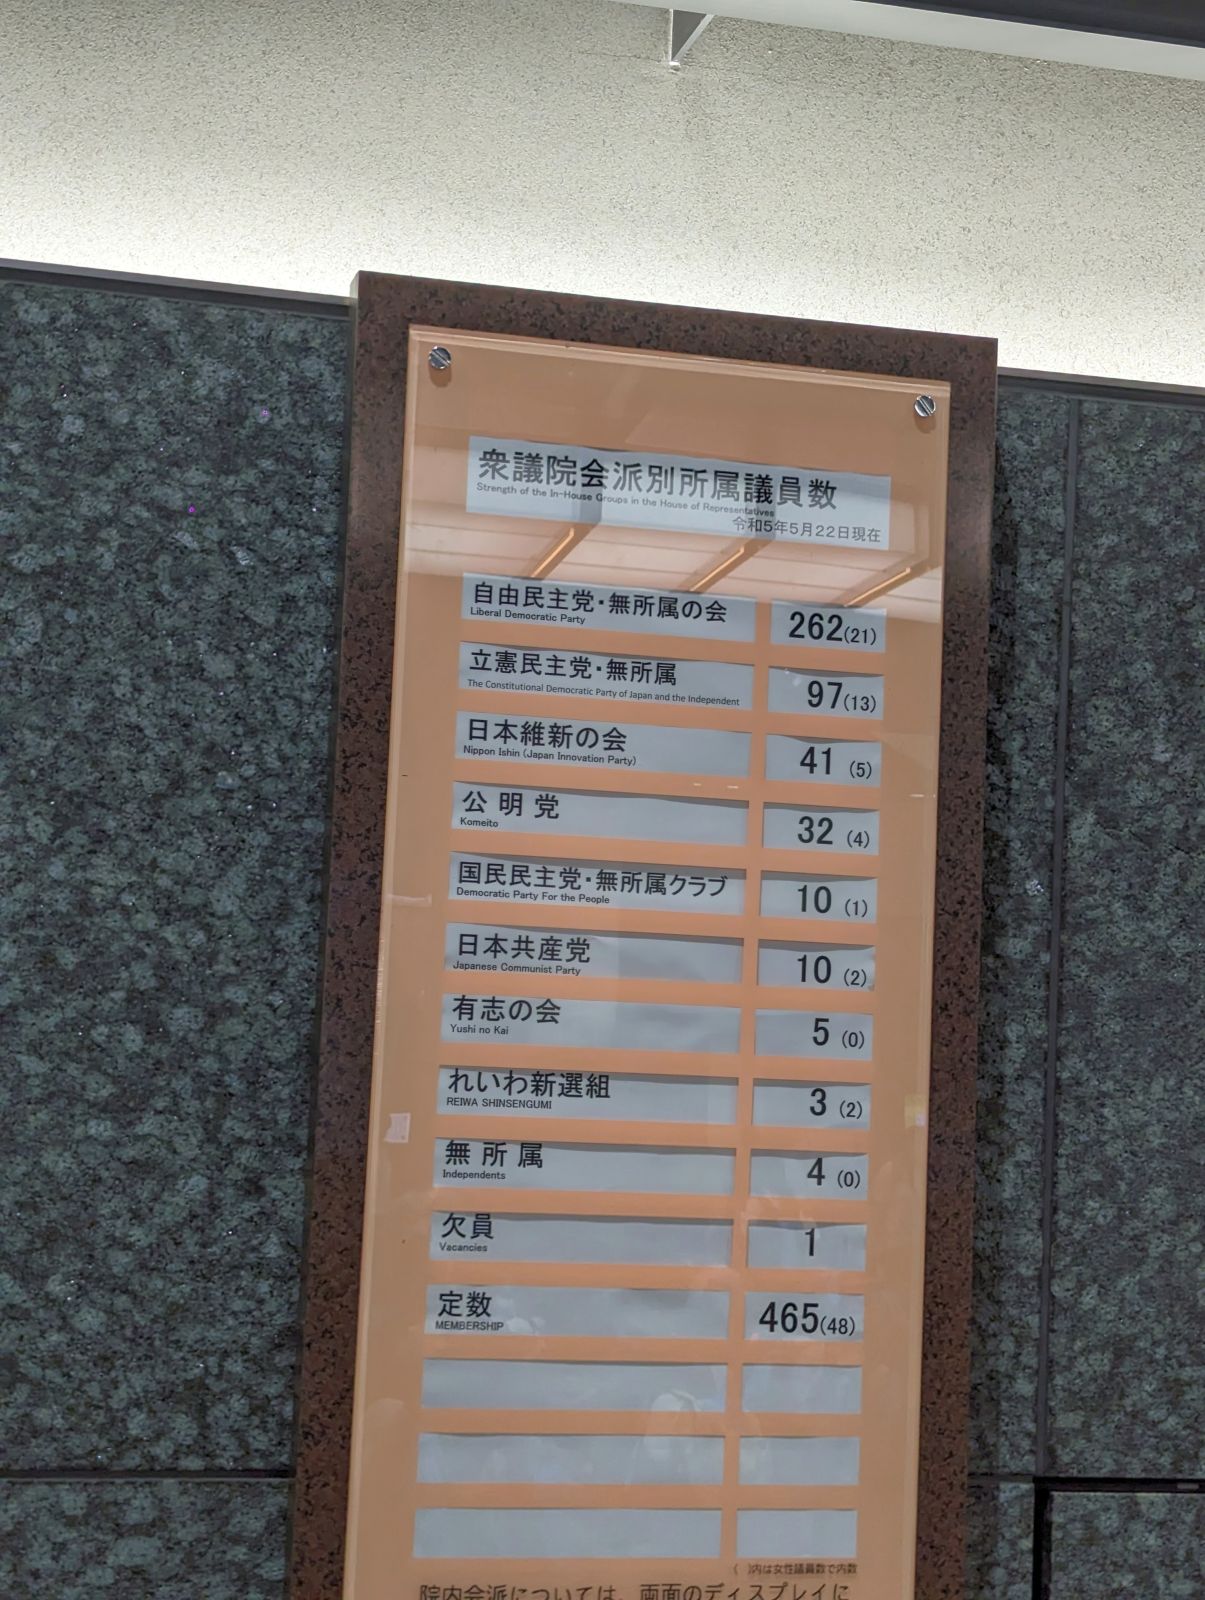 衆議院会派別所属議員数
Strength of the In-House Groups in the House of Representatives
令和5年5月22日現在
自由民主党・無所属の会 262(21)
Liberal Democratic Party
立憲民主党・無所属 97(13)
The Constitutional Democratic Party of Japan and the Independent
日本維新の会 41 (5)
Nippon Ishin (Japan Innovation Party)
公明党 32 (4)
Komeito
国民民主党・無所属クラブ 10 (1)
Democratic Party For the People
日本共産党 10 (2)
Japanese Communist Party
有志の会 5 (0)
Yushi no Kai
れいわ新選組 3 (2)
REIWA SHINSENGUMI
無所属 4 (0)
Independents
欠員 1
Vacancies
定数 465(48)
MEMBERSHIP
( )内は女性議員数で内数
院内会派については、両面のディスプレイに